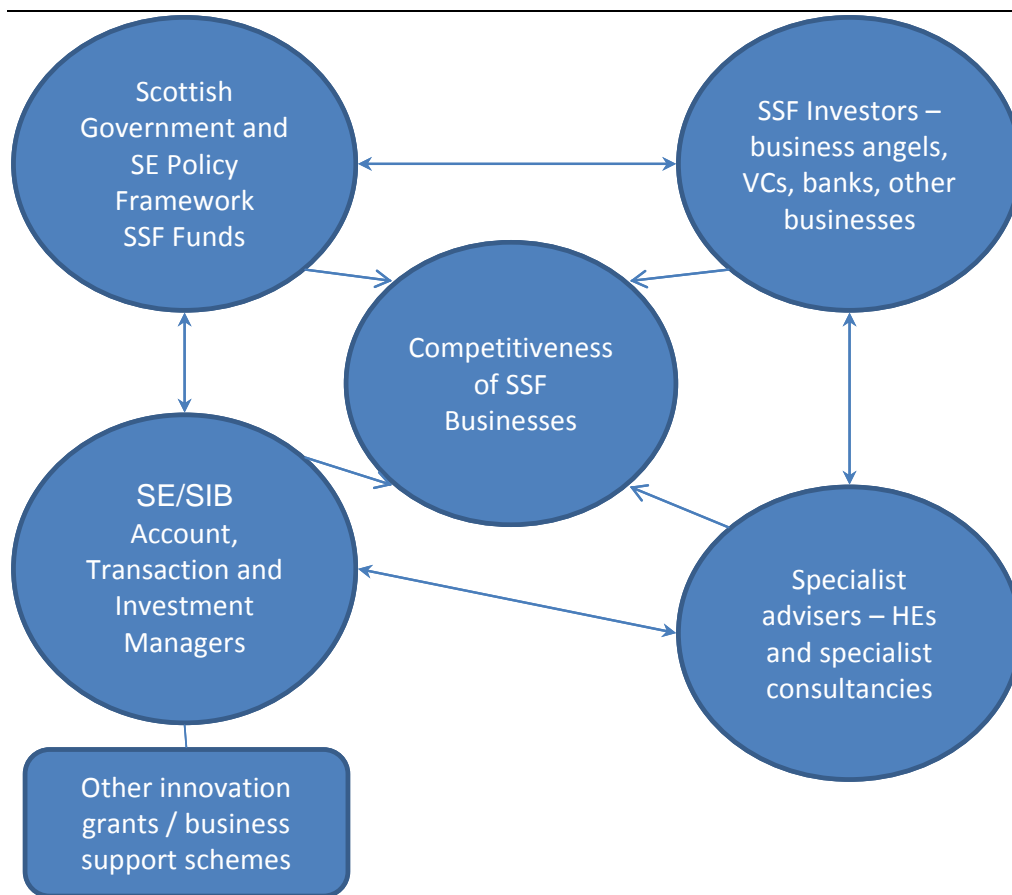 Scottish
Government and
SE Policy
Framework
SSF Funds
SSF Investors –
business angels,
VCs, banks, other
businesses
Competitiveness
of SSF
Businesses
SE/SIB
Account,
Transaction and
Investment
Managers
Specialist
advisers – HEs
and specialist
consultancies
Other innovation
grants / business
support schemes